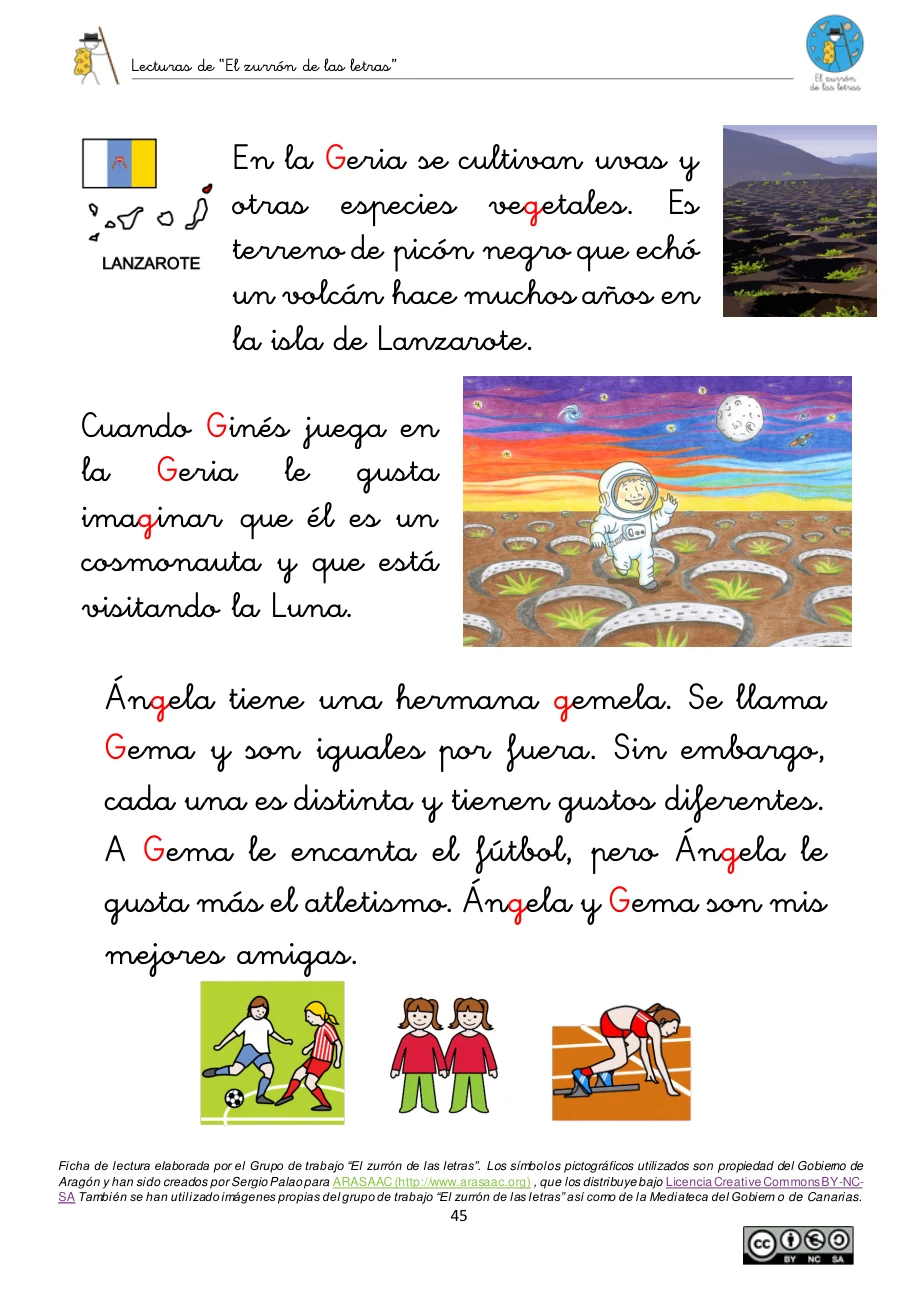 Lecturas de “El zurrón de las letras”
El zurrón
de las letras
LANZAROTE
En la Geria se cultivan uvas y
otras especies vegetales. Es
terreno de picón negro que echó
un volcán hace muchos años en
la isla de Lanzarote.
Cuando Ginés juega en
la Geria le gusta
imaginar que él es un
cosmonauta y que está
visitando la Luna.
Ángela tiene una hermana gemela. Se llama
Gema y son iguales por fuera. Sin embargo,
cada una es distinta y tienen gustos diferentes.
A Gema le encanta el fútbol, pero Ángela le
gusta más el atletismo. Ángela y Gema son mis
mejores amigas.
Ficha de lectura elaborada por el Grupo de trabajo “El zurrón de las letras”. Los símbolos pictográficos utilizados son propiedad del Gobierno de
Aragón y han sido creados por Sergio Palao para ARASAAC (http://www.arasaac.org) , que los distribuye bajo Licencia Creative Commons BY-NC-
SA También se han utilizado imágenes propias del grupo de trabajo “El zurrón de las letras” así como de la Mediateca del Gobierno de Canarias.
45
cc
BY NC SA